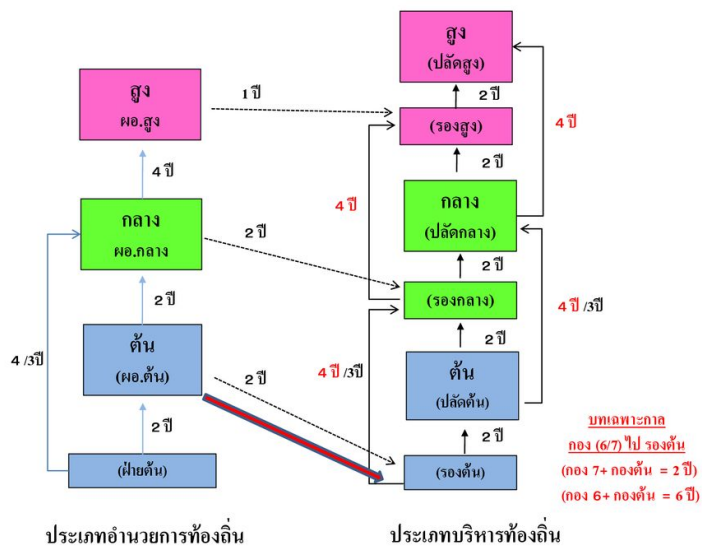 สูง
(ปลัดสูง)
2 ปี
สูง
ผอ.สูง
1 ปี
(รองสูง)
4 ปี
4 ปี
2 ปี
4 ปี
กลาง
ผอ.กลาง
2 ปี
กลาง
(ปลัดกลาง)
2 ปี
(รองกลาง)
2 ปี
4 /3ปี
ต้น
(ผอ.ต้น)
2 ปี
4 ปี /3ปี
2 ปี
4 ปี /3ปี
ต้น
(ปลัดต้น)
2 ปี
2 ปี
(ฝ่ายต้น)
(รองต้น)
บทเฉพาะกาล
กอง (6/7) ไป รองต้น
(กอง 7+ กองต้น = 2 ปี)
(กอง 6+ กองต้น = 6 ปี)
ประเภทอำนวยการท้องถิ่น
ประเภทบริหารท้องถิ่น